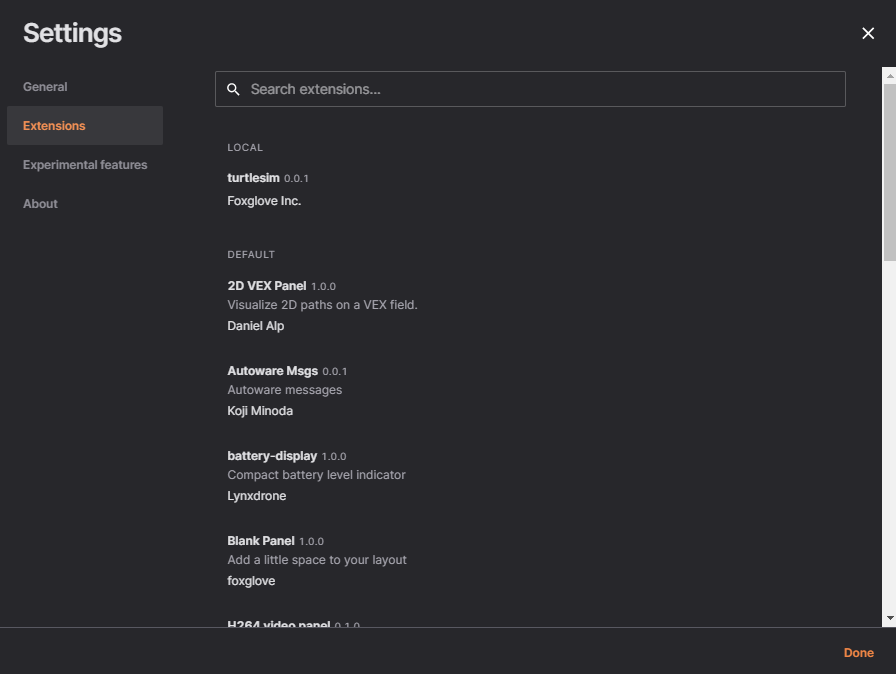 Settings
General
Extensions
Experimental features
About
Search extensions...
LOCAL
turtlesim 0.0.1
Foxglove Inc.
DEFAULT
2D VEX Panel 1.0.0
Visualize 2D paths on a VEX field.
Daniel Alp
Autoware Msgs 0.0.1
Autoware messages
Koji Minoda
battery-display 1.0.0
Compact battery level indicator
Lynxdrone
Blank Panel 1.0.0
Add a little space to your layout
foxglove
H264 video panel 0.1.0
Done